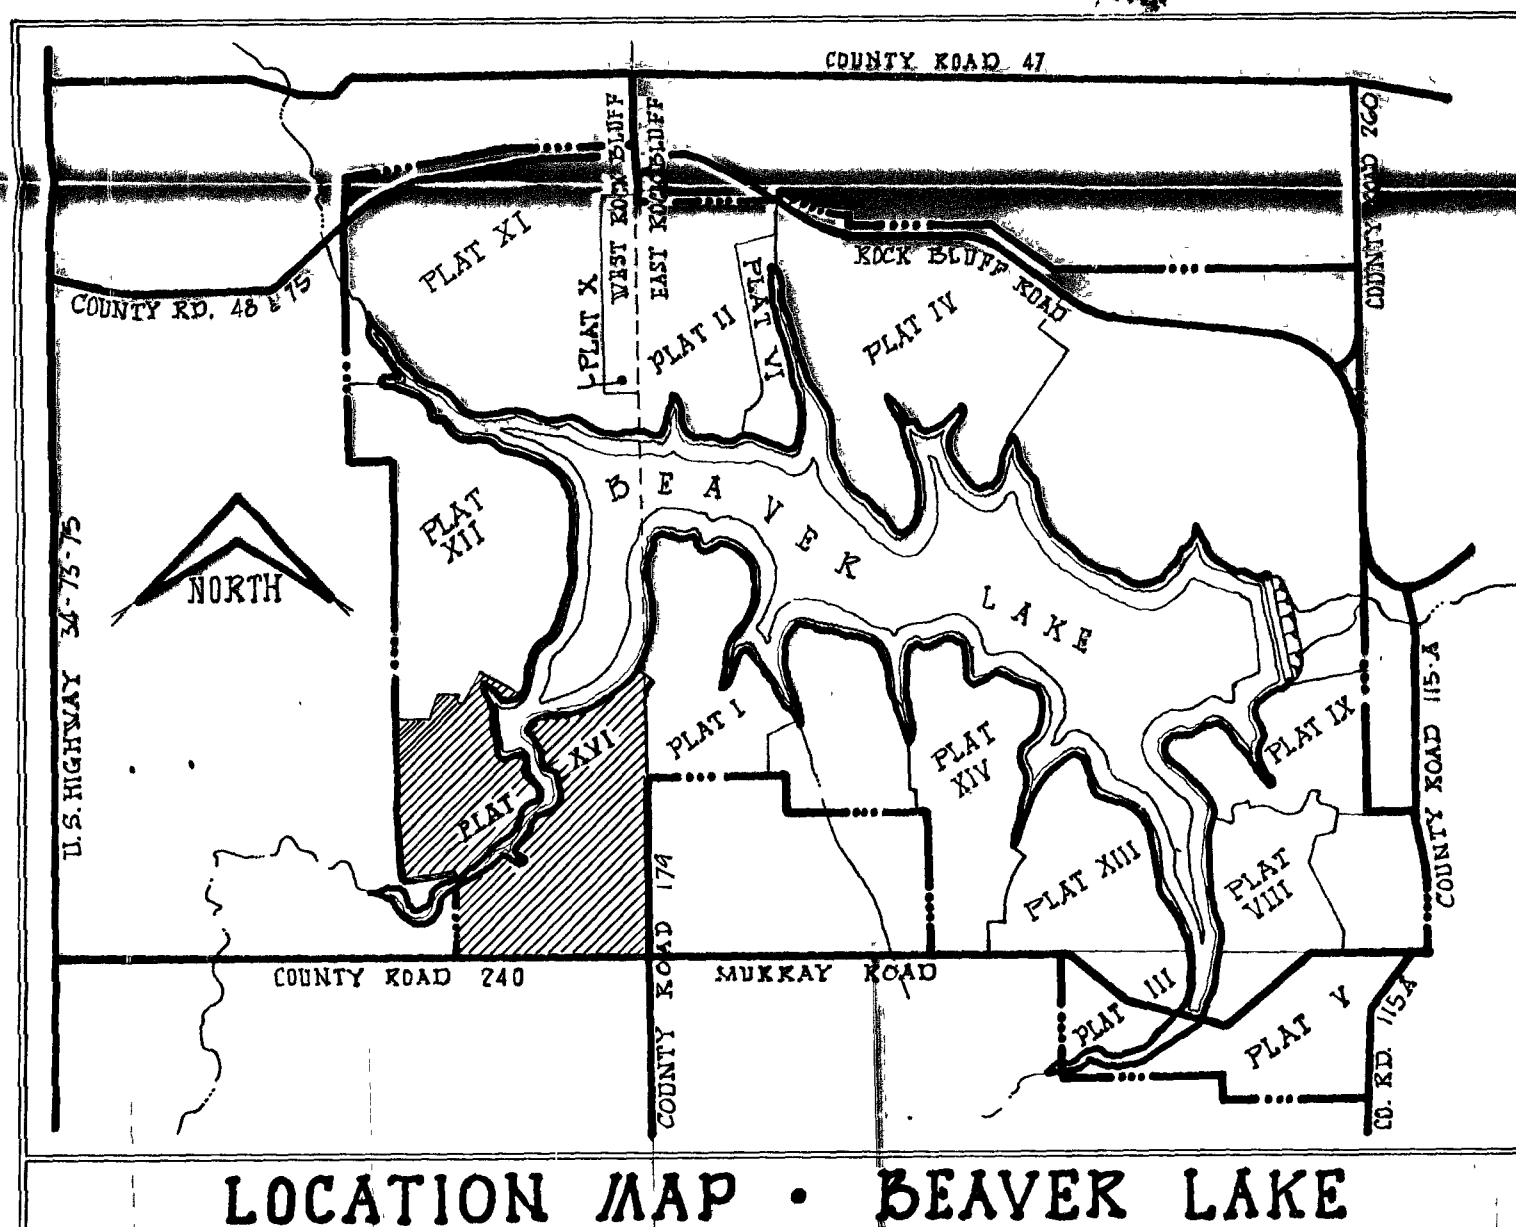 COUNTY ROAD 47
COUNTY ROAD 260
WEST ROCK BLUFF
EAST ROCK BLUFF
PLAT XI
PLAT X
PLAT II
PLAT VI
PLAT IV
ROCK BLUFF ROAD
COUNTY RD. 48 & 75
PLAT
XII
BEAVER
LAKE
NORTH
U.S. HIGHWAY 34-73-75
PLAT XVI
PLAT I
PLAT
XIV
PLAT IX
PLAT XIII
PLAT
VIII
COUNTY ROAD 115-A
COUNTY ROAD 179
COUNTY ROAD 240
MURRAY ROAD
PLAT III
PLAT V
CO. RD. 115A
LOCATION MAP • BEAVER LAKE